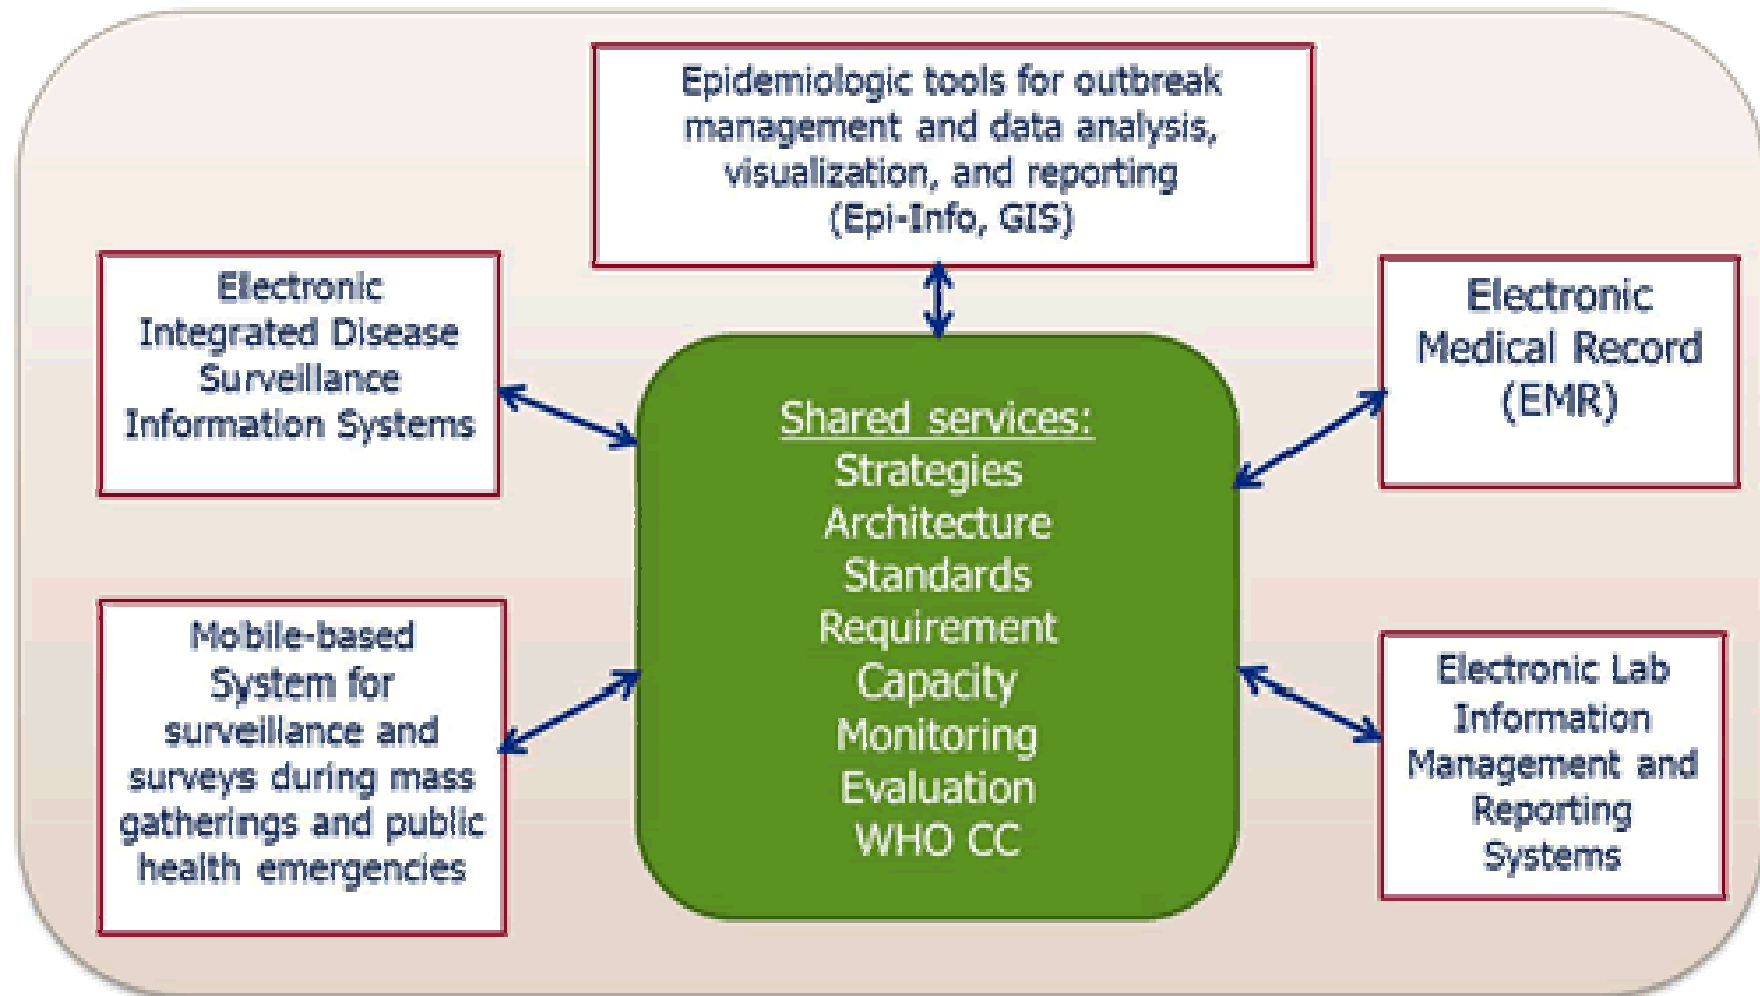 Epidemiologic tools for outbreak
management and data analysis,
visualization, and reporting
(Epi-Info, GIS)
Electronic
Integrated Disease
Surveillance
Information Systems
Electronic
Medical Record
(EMR)
Shared services:
Strategies
Architecture
Standards
Requirement
Capacity
Monitoring
Evaluation
WHO CC
Mobile-based
System for
surveillance and
surveys during mass
gatherings and public
health emergencies
Electronic Lab
Information
Management and
Reporting
Systems